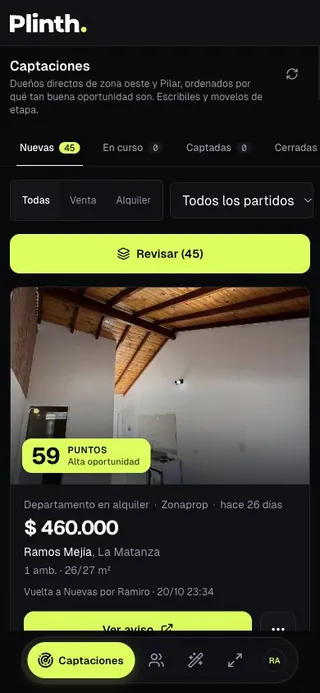 Plinth.
Captaciones
Dueños directos de zona oeste y Pilar, ordenados por
qué tan buena oportunidad son. Escribiles y movelos de
etapa.
Nuevas 45 En curso 0 Captadas 0 Cerradas
Todas Venta Alquiler Todos los partidos
Revisar (45)
59 PUNTOS
Alta oportunidad
Departamento en alquiler · Zonaprop · hace 26 días
$ 460.000
Ramos Mejía, La Matanza
1 amb. · 26/27 m²
Vuelta a Nuevas por Ramiro · 20/10 23:34
Ver aviso
Captaciones RA